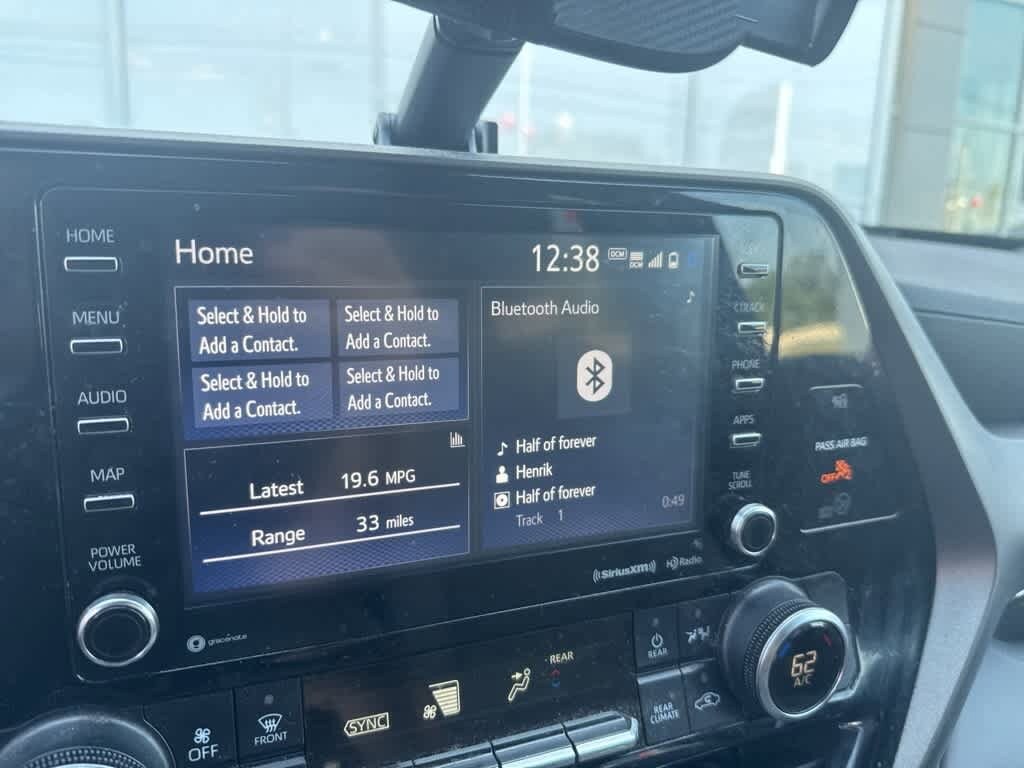 HOME
MENU
AUDIO
MAP
POWER
VOLUME
Home
12:38
DCM
DCM
Select & Hold to
Add a Contact.
Select & Hold to
Add a Contact.
Select & Hold to
Add a Contact.
Select & Hold to
Add a Contact.
Latest 19.6 MPG
Range 33 miles
Bluetooth Audio
Half of forever
Henrik
Half of forever
Track 1
0:49
TRACK
PHONE
APPS
TUNE
SCROLL
PASS AIR BAG
OFF
gracenote
((SiriusXM))
HD Radio
OFF
FRONT
SYNC
REAR
REAR
REAR
CLIMATE
62
A/C